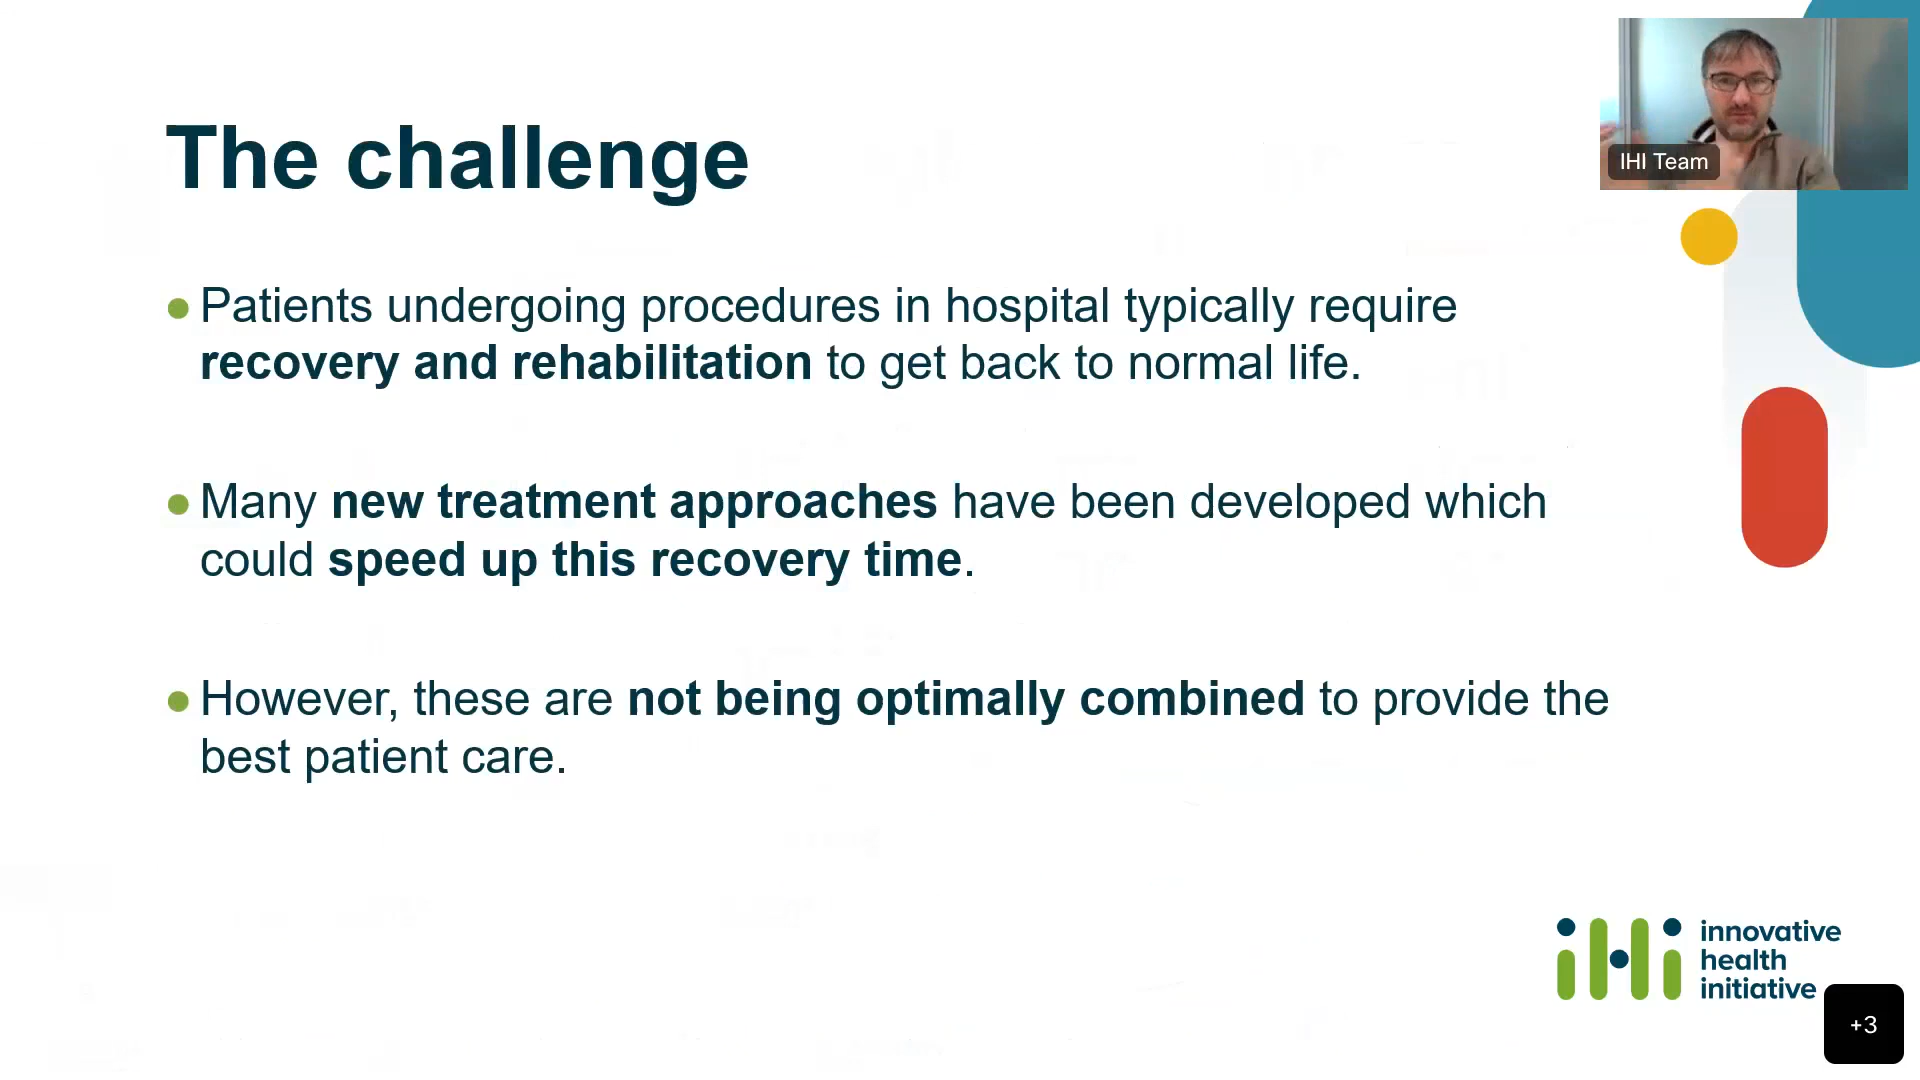 The challenge
Patients undergoing procedures in hospital typically require
recovery and rehabilitation to get back to normal life.
Many new treatment approaches have been developed which
could speed up this recovery time.
However, these are not being optimally combined to provide the
best patient care.
IHI Team
iHi
innovative
health
initiative
+3